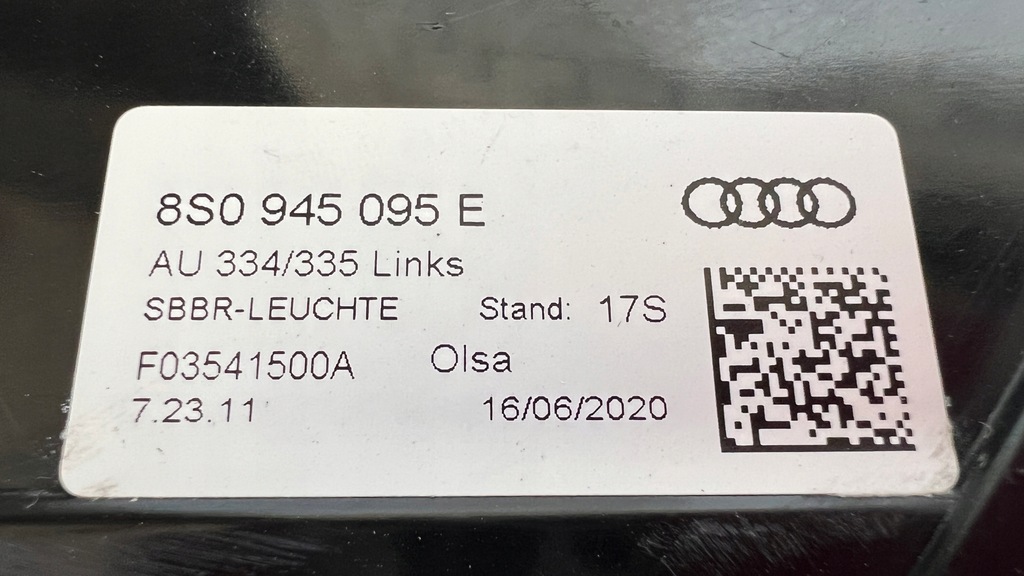 8S0 945 095 E
AU 334/335 Links
SBBR-LEUCHTE Stand: 17S
F03541500A Olsa
7.23.11 16/06/2020